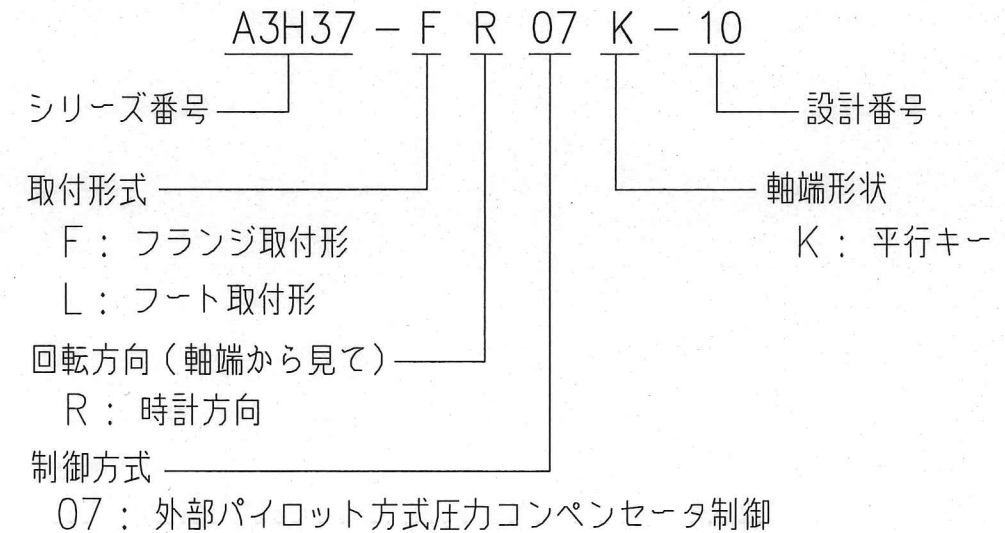 A3H37 - F R 07 K - 10
シリーズ番号
設計番号
取付形式
軸端形状
F : フランジ取付形
K : 平行キー
L : フート取付形
回転方向(軸端から見て)
R : 時計方向
制御方式
07 : 外部パイロット方式圧力コンペンセータ制御